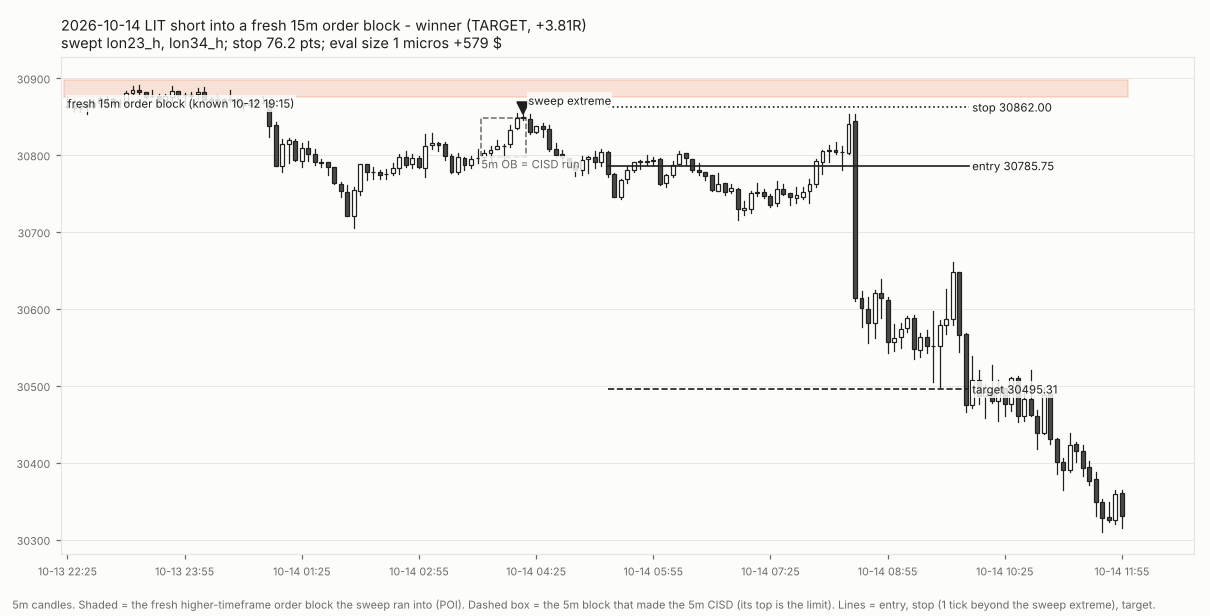 2026-10-14 LIT short into a fresh 15m order block - winner (TARGET, +3.81R)
swept lon23_h, lon34_h; stop 76.2 pts; eval size 1 micros +579 $
30900
fresh 15m order block (known 10-12 19:15)
sweep extreme
stop 30862.00
30800
5m OB = CISD run
entry 30785.75
30700
30600
30500
target 30495.31
30400
30300
10-13 22:25
10-13 23:55
10-14 01:25
10-14 02:55
10-14 04:25
10-14 05:55
10-14 07:25
10-14 08:55
10-14 10:25
10-14 11:55
5m candles. Shaded = the fresh higher-timeframe order block the sweep ran into (POI). Dashed box = the 5m block that made the 5m CISD (its top is the limit). Lines = entry, stop (1 tick beyond the sweep extreme), target.